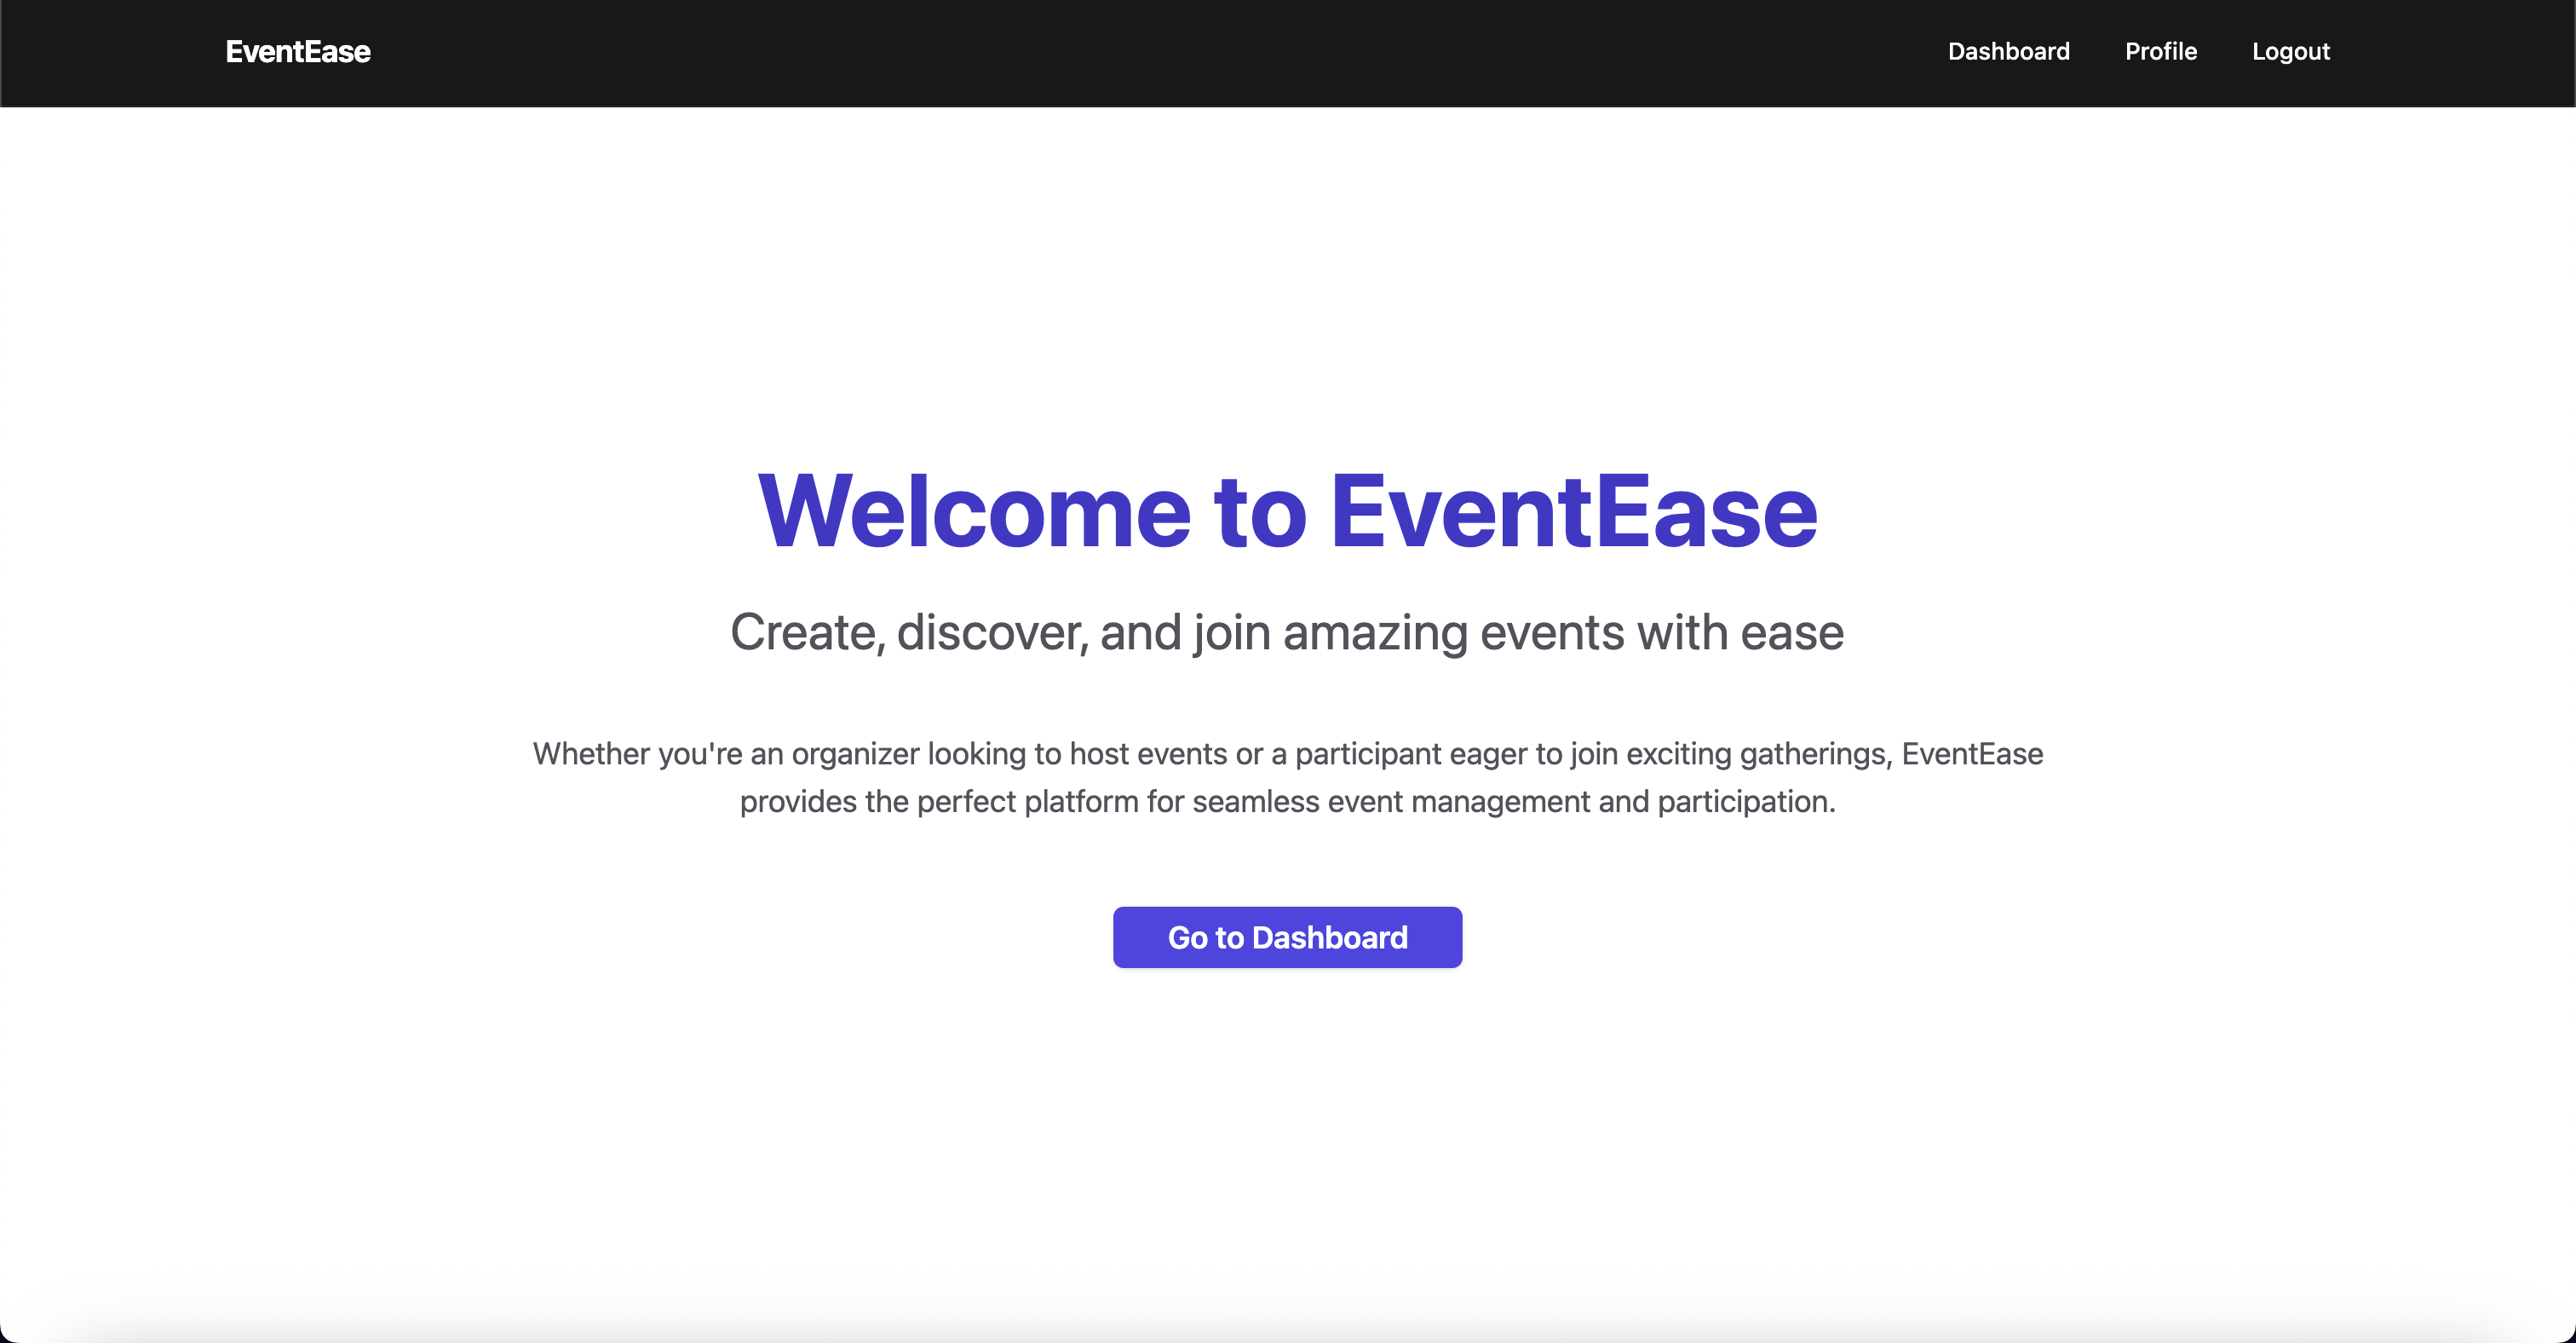 EventEase
Dashboard Profile Logout
Welcome to EventEase
Create, discover, and join amazing events with ease
Whether you're an organizer looking to host events or a participant eager to join exciting gatherings, EventEase
provides the perfect platform for seamless event management and participation.
Go to Dashboard